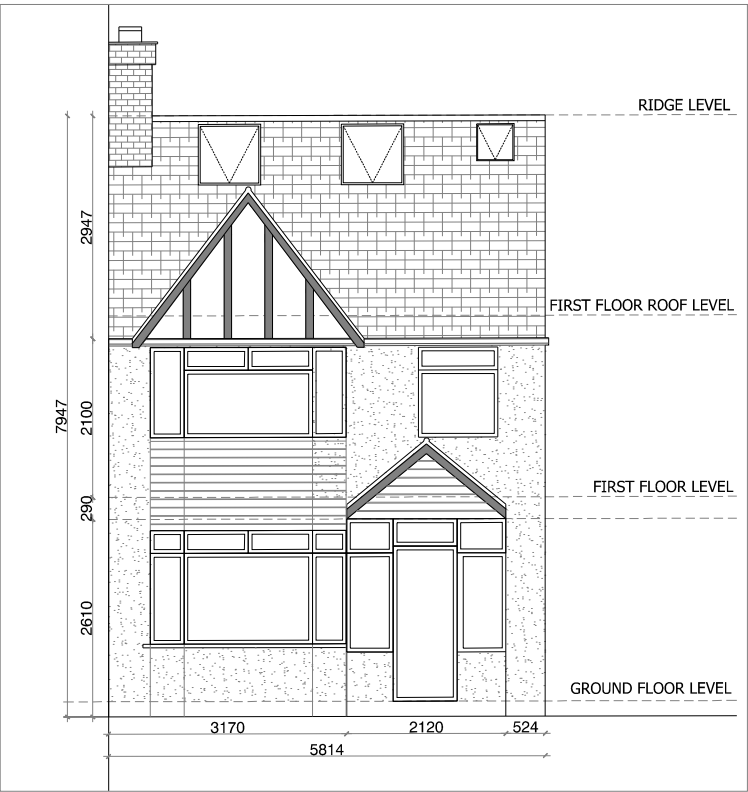 RIDGE LEVEL
2947
FIRST FLOOR ROOF LEVEL
7947
2100
FIRST FLOOR LEVEL
290
2610
GROUND FLOOR LEVEL
3170
2120
524
5814